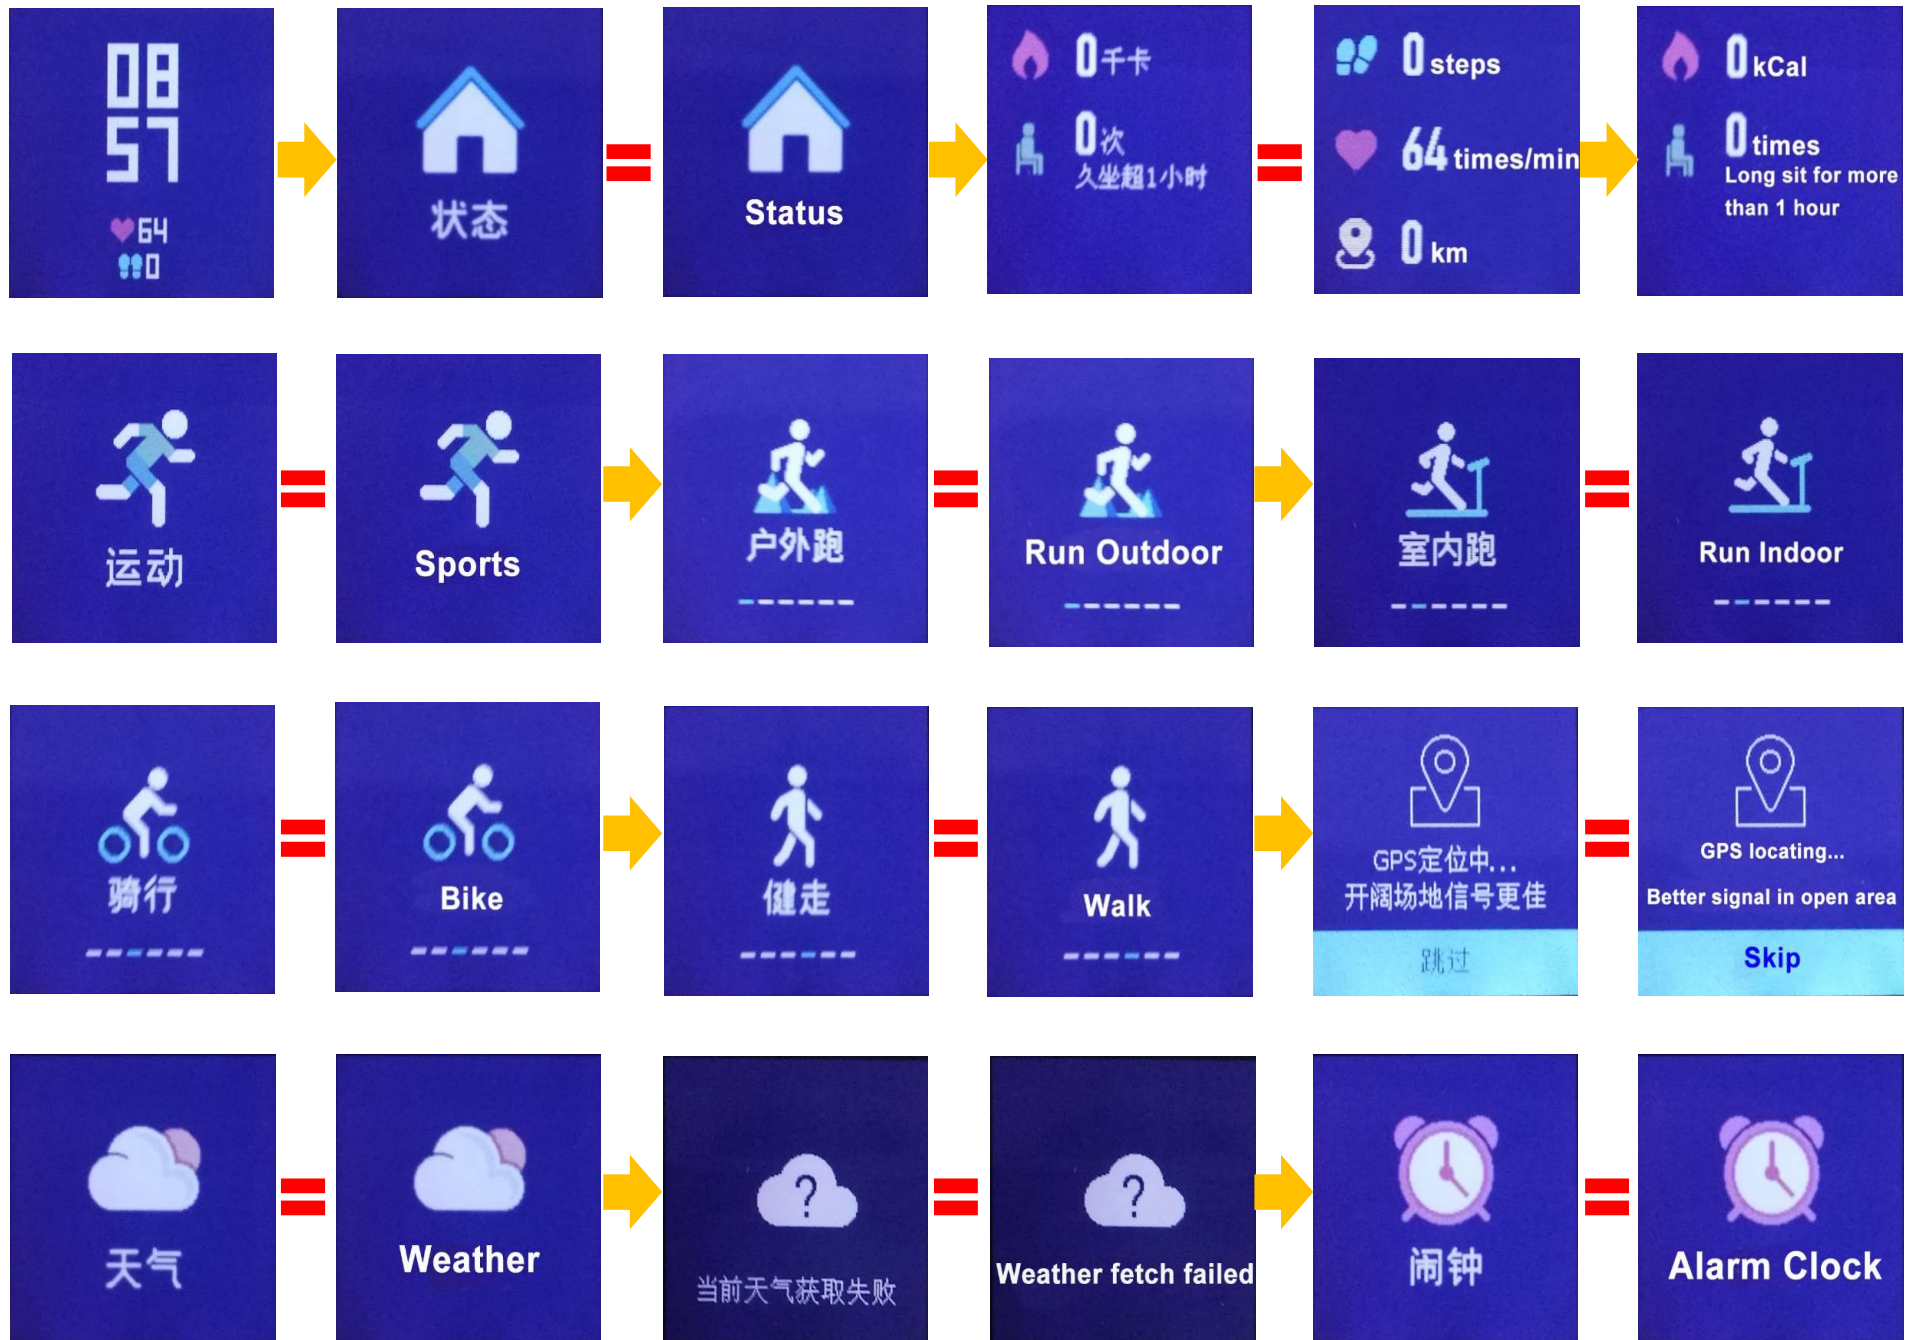 08
57
64
0
状态
Status
0千卡
0次
久坐超1小时
0 steps
64 times/min
0 km
0 kCal
0 times
Long sit for more
than 1 hour
运动
Sports
户外跑
Run Outdoor
室内跑
Run Indoor
骑行
Bike
健走
Walk
GPS定位中...
开阔场地信号更佳
跳过
GPS locating...
Better signal in open area
Skip
天气
Weather
?
当前天气获取失败
?
Weather fetch failed
闹钟
Alarm Clock